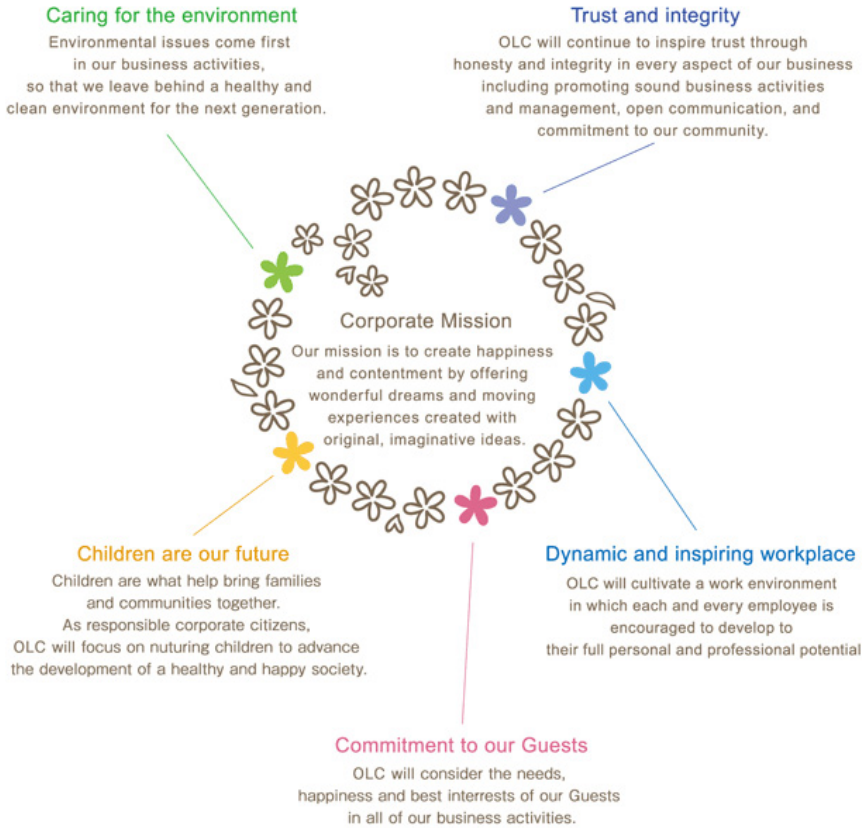 Caring for the environment
Environmental issues come first
in our business activities,
so that we leave behind a healthy and
clean environment for the next generation.
Trust and integrity
OLC will continue to inspire trust through
honesty and integrity in every aspect of our business
including promoting sound business activities
and management, open communication, and
commitment to our community.
Corporate Mission
Our mission is to create happiness
and contentment by offering
wonderful dreams and moving
experiences created with
original, imaginative ideas.
Children are our future
Children are what help bring families
and communities together.
As responsible corporate citizens,
OLC will focus on nuturing children to advance
the development of a healthy and happy society.
Dynamic and inspiring workplace
OLC will cultivate a work environment
in which each and every employee is
encouraged to develop to
their full personal and professional potential
Commitment to our Guests
OLC will consider the needs,
happiness and best interrests of our Guests
in all of our business activities.